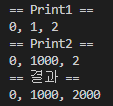 == Print1 ==
0, 1, 2
== Print2 ==
0, 1000, 2
== 결과 ==
0, 1000, 2000